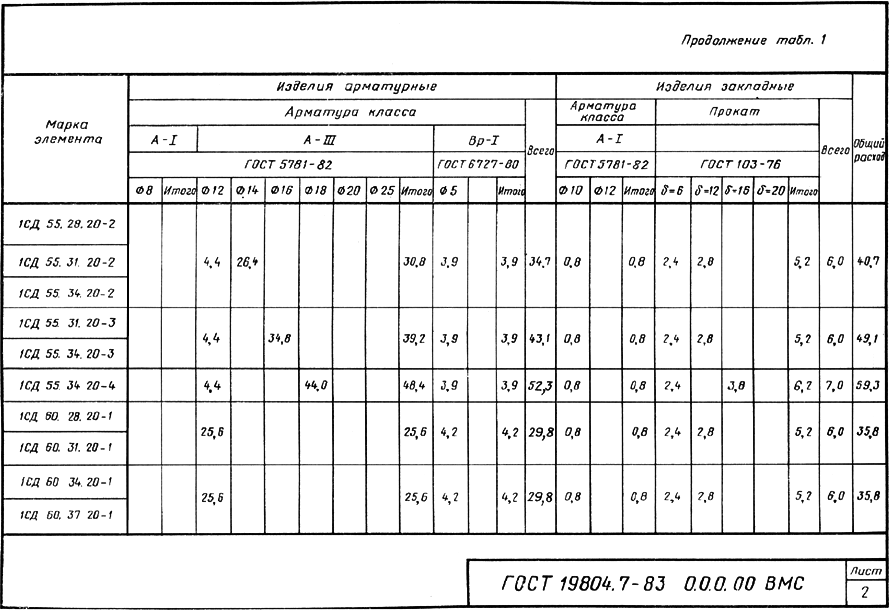 Продолжение табл. 1
Марка элемента
Изделия арматурные
Изделия закладные
Общий расход
Арматура класса
Всего
Арматура класса
Прокат
Всего
А-I
А-III
Вр-I
А-I
ГОСТ 5781-82
ГОСТ 6727-80
ГОСТ 5781-82
ГОСТ 103-76
Ф8 Итого Ф12 Ф14 Ф16 Ф18 Ф20 Ф25 Итого Ф5 Итого Ф10 Ф12 Итого δ=6 δ=12 δ=16 δ=20 Итого
1СД 55.28.20-2
1СД 55.31.20-2 4,4 26,4 30,8 3,9 3,9 34,7 0,8 0,8 2,4 2,8 5,2 6,0 40,7
1СД 55.34.20-2
1СД 55.31.20-3
4,4 34,8 39,2 3,9 3,9 43,1 0,8 0,8 2,4 2,8 5,2 6,0 49,1
1СД 55.34.20-3
1СД 55.34 20-4 4,4 44,0 48,4 3,9 3,9 52,3 0,8 0,8 2,4 3,8 6,2 7,0 59,3
1СД 60.28.20-1
25,6 25,6 4,2 4,2 29,8 0,8 0,8 2,4 2,8 5,2 6,0 35,8
1СД 60.31.20-1
1СД 60 34.20-1
25,6 25,6 4,2 4,2 29,8 0,8 0,8 2,4 2,8 5,2 6,0 35,8
1СД 60.37 20-1
ГОСТ 19804.7-83 0.0.0.00 ВМС
Лист
2